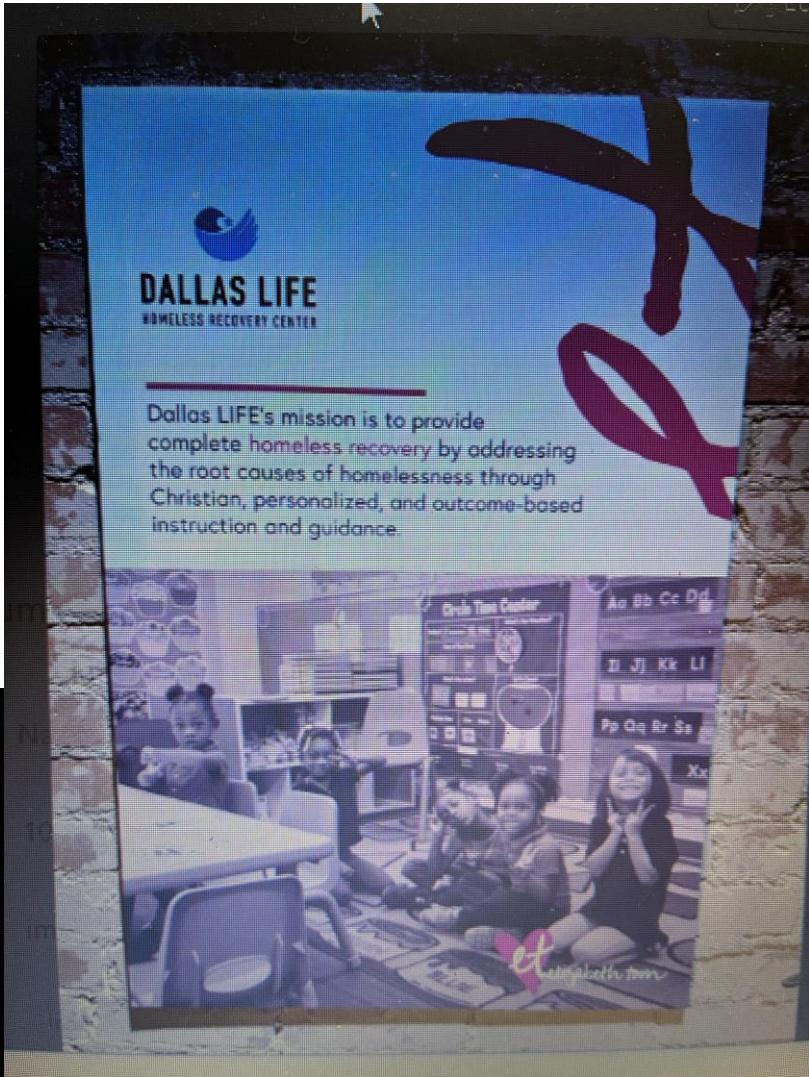 DALLAS LIFE
HOMELESS RECOVERY CENTER
Dallas LIFE's mission is to provide
complete homeless recovery by addressing
the root causes of homelessness through
Christian, personalized, and outcome-based
instruction and guidance.
Circle Time Center
Aa Bb Cc Dd
Ii Jj Kk Ll
Pp Qq Rr Ss
Xx
et elizabeth town